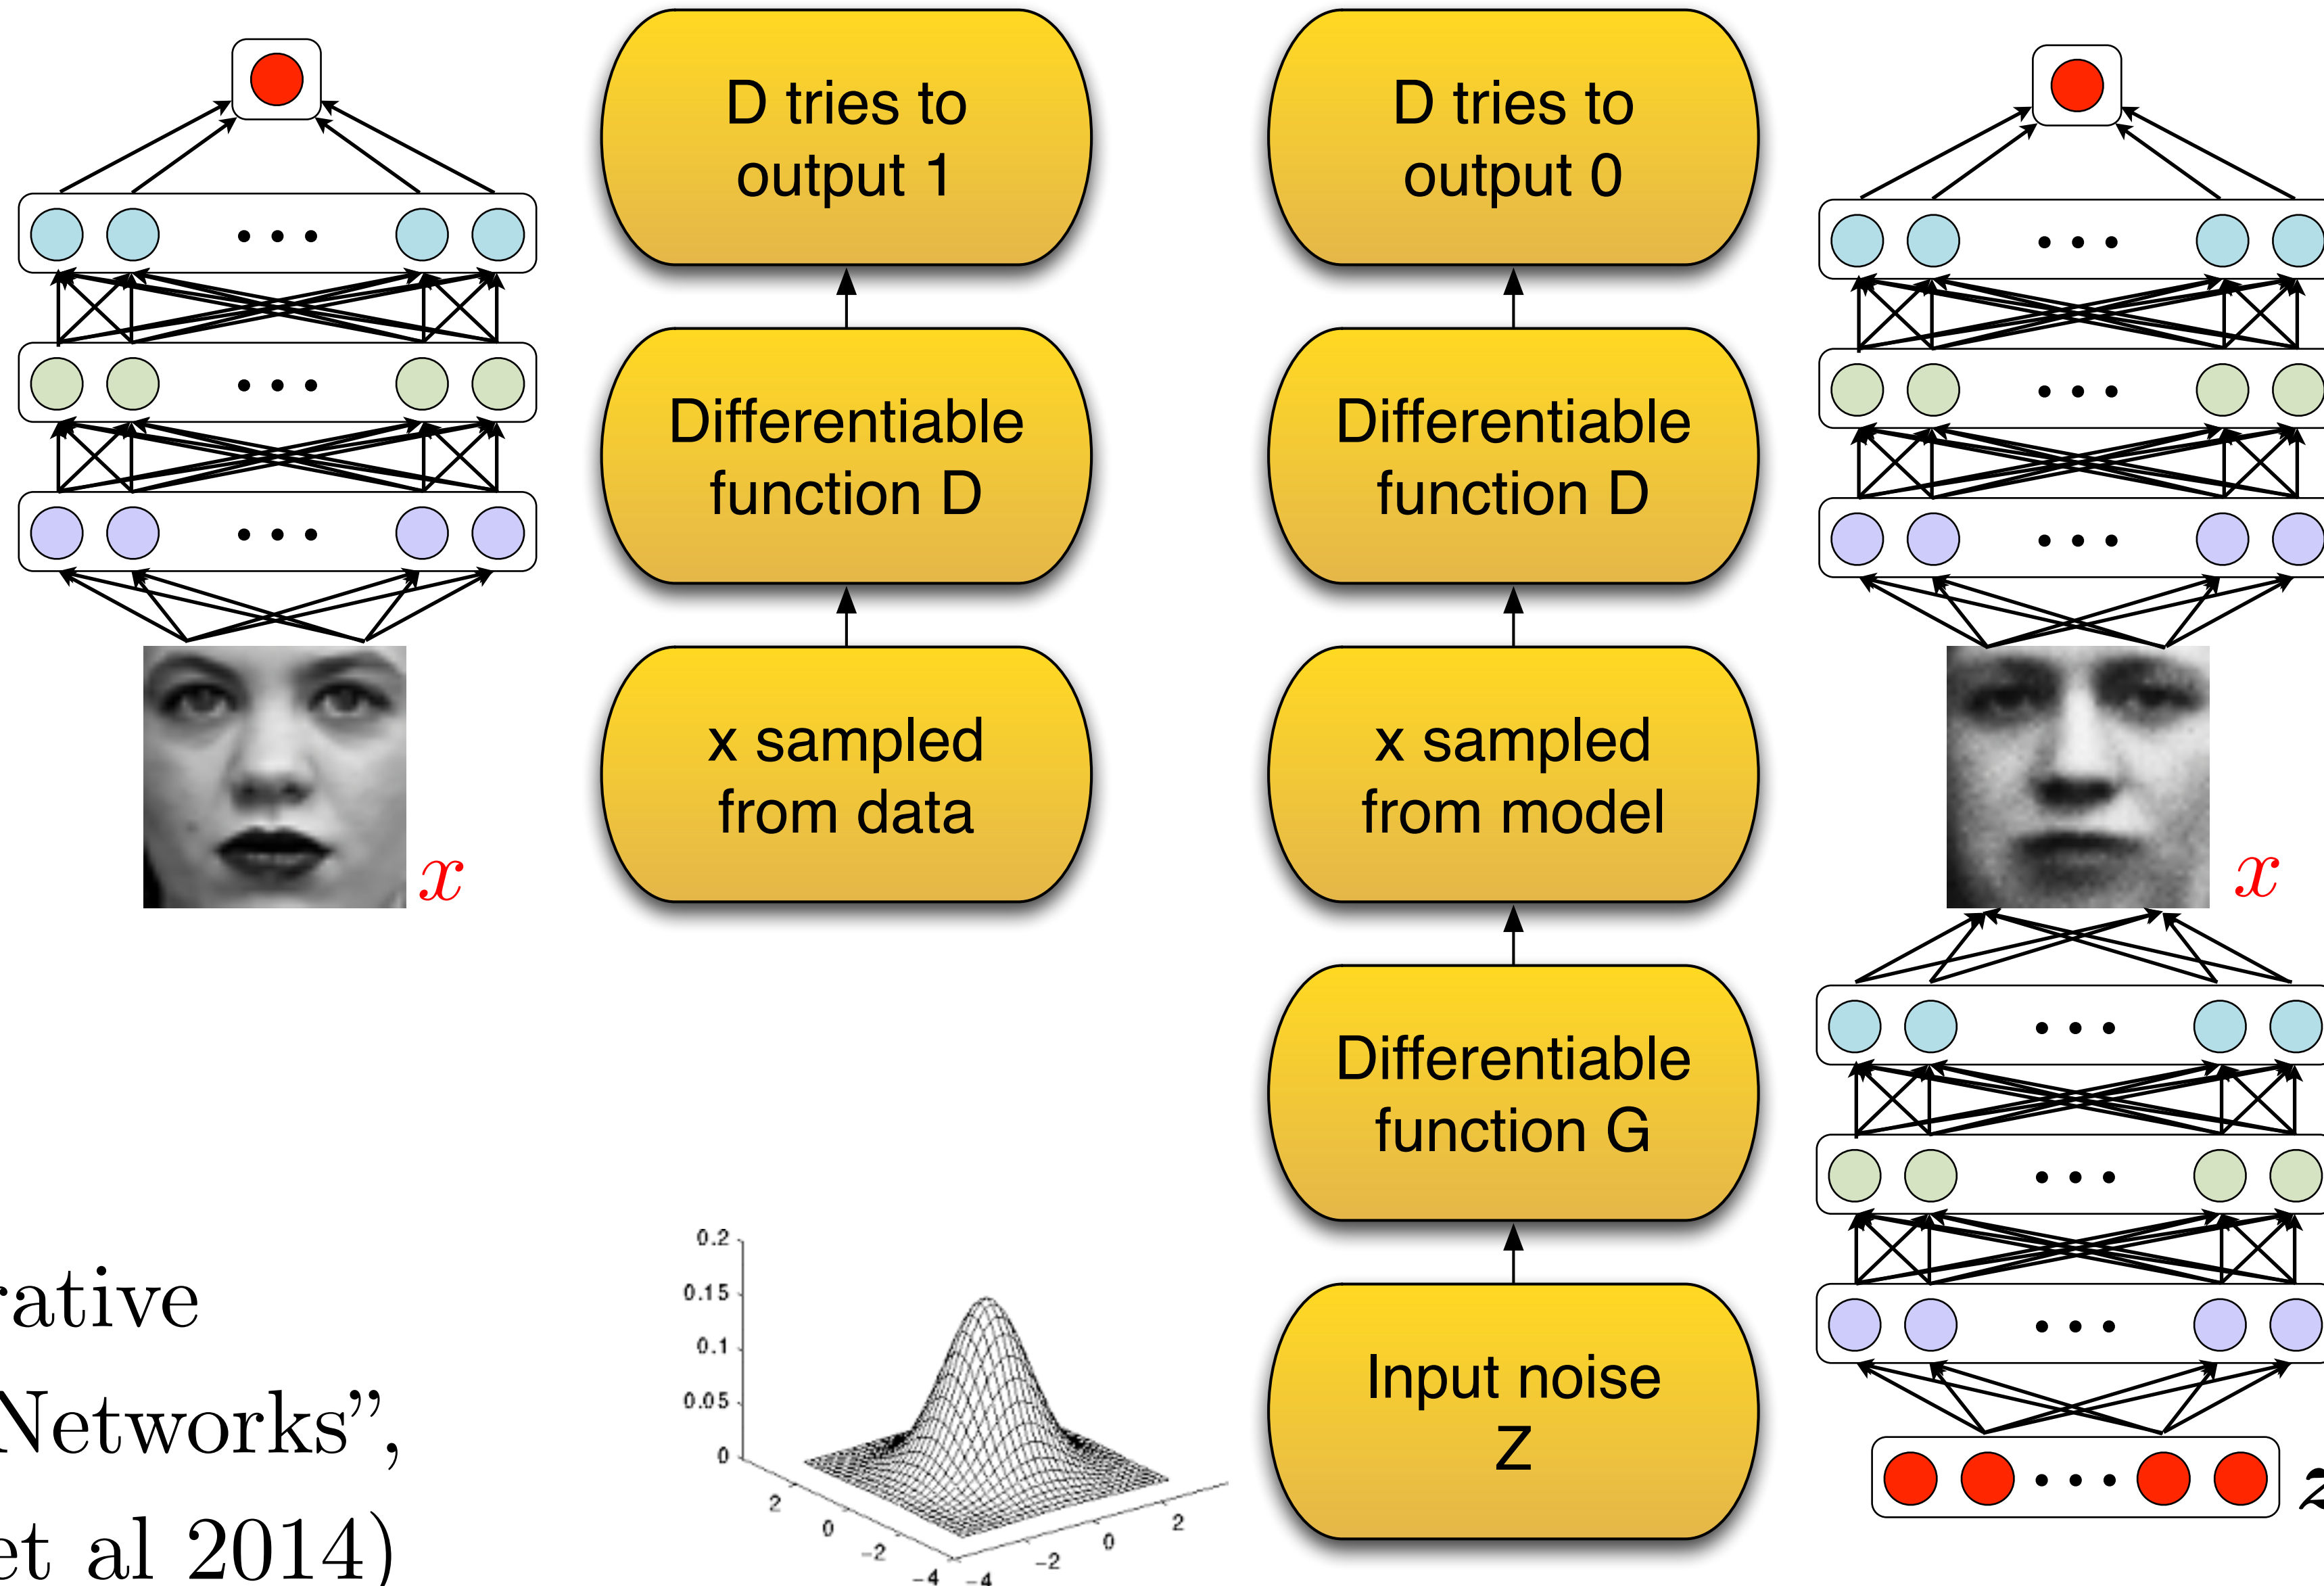 D tries to
output 1
Differentiable
function D
x sampled
from data
x
D tries to
output 0
Differentiable
function D
x sampled
from model
Differentiable
function G
Input noise
Z
x
z
rative
Networks”,
et al 2014)
0.2
0.15
0.1
0.05
0
2
0
−2
−4
−4
−2
0
2